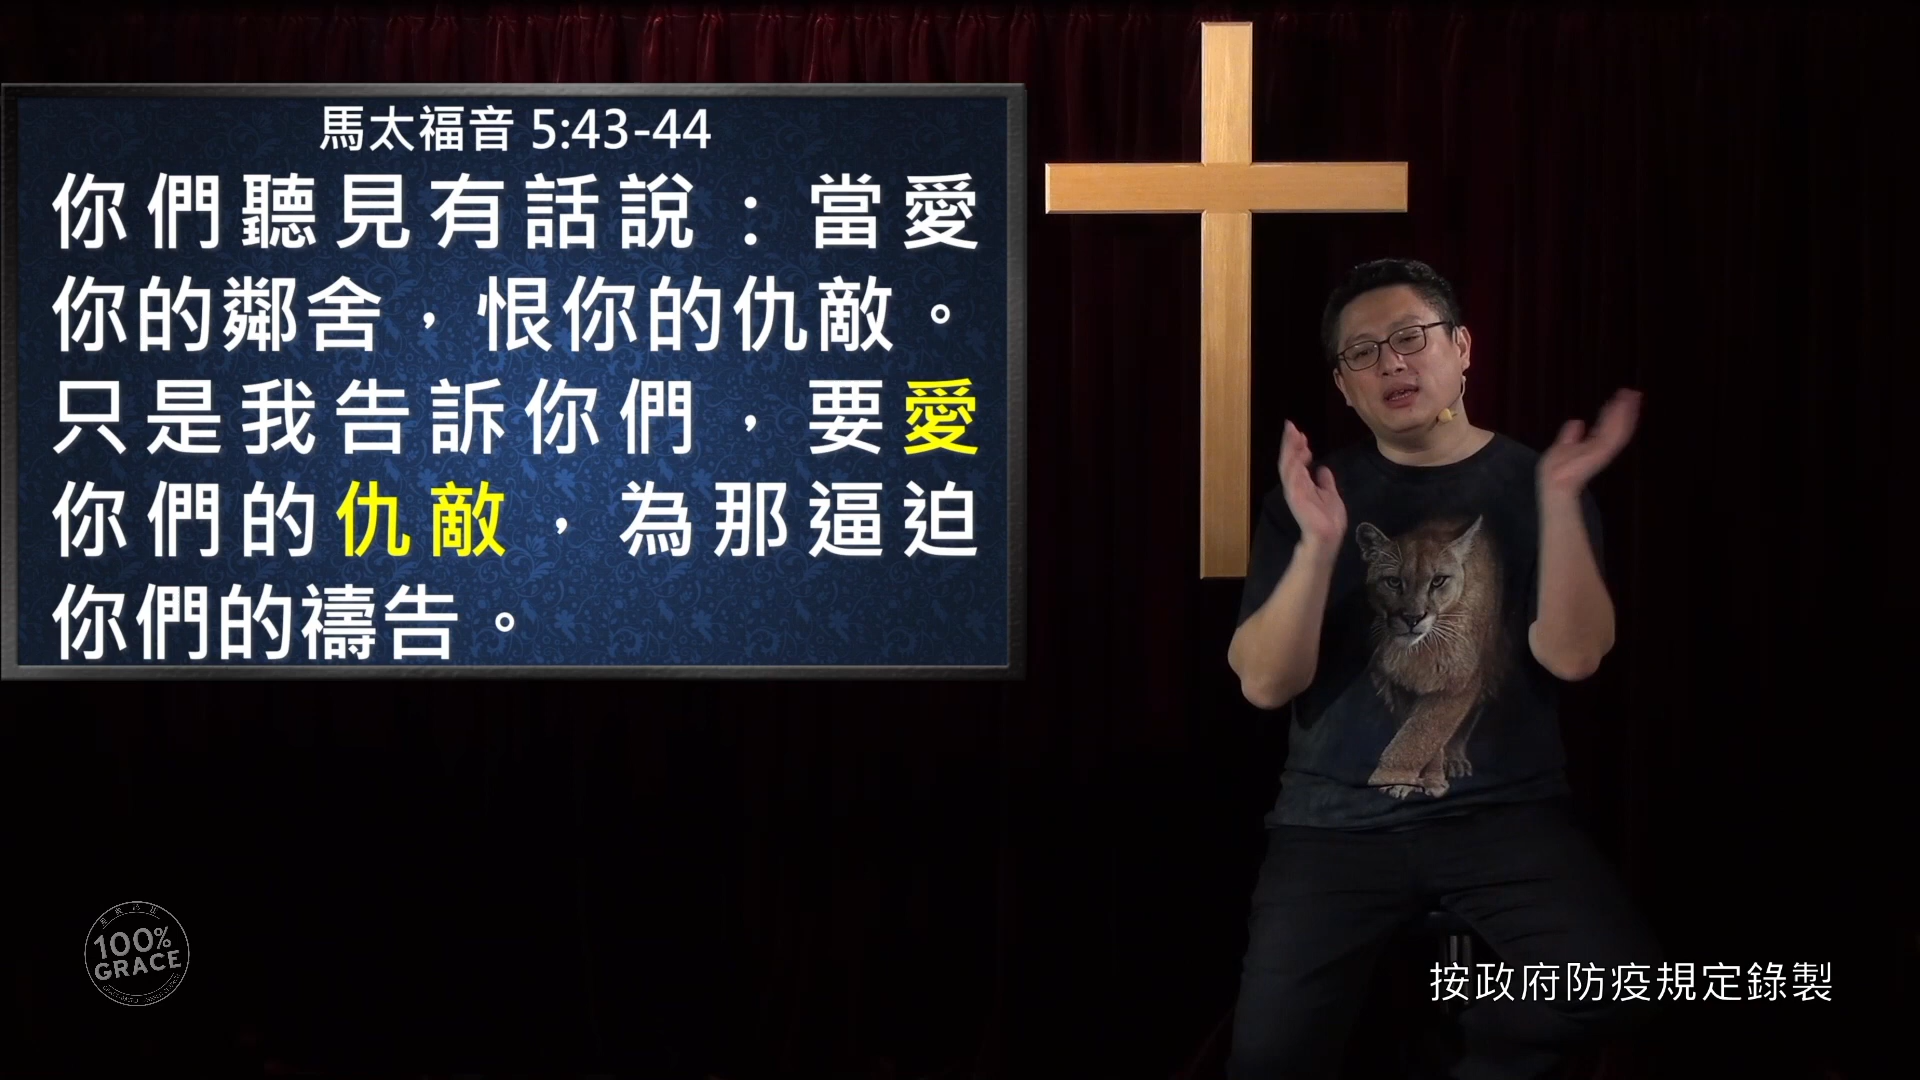 馬太福音 5:43-44
你們聽見有話說：當愛
你的鄰舍，恨你的仇敵。
只是我告訴你們，要愛
你們的仇敵，為那逼迫
你們的禱告。
100%
GRACE
按政府防疫規定錄製